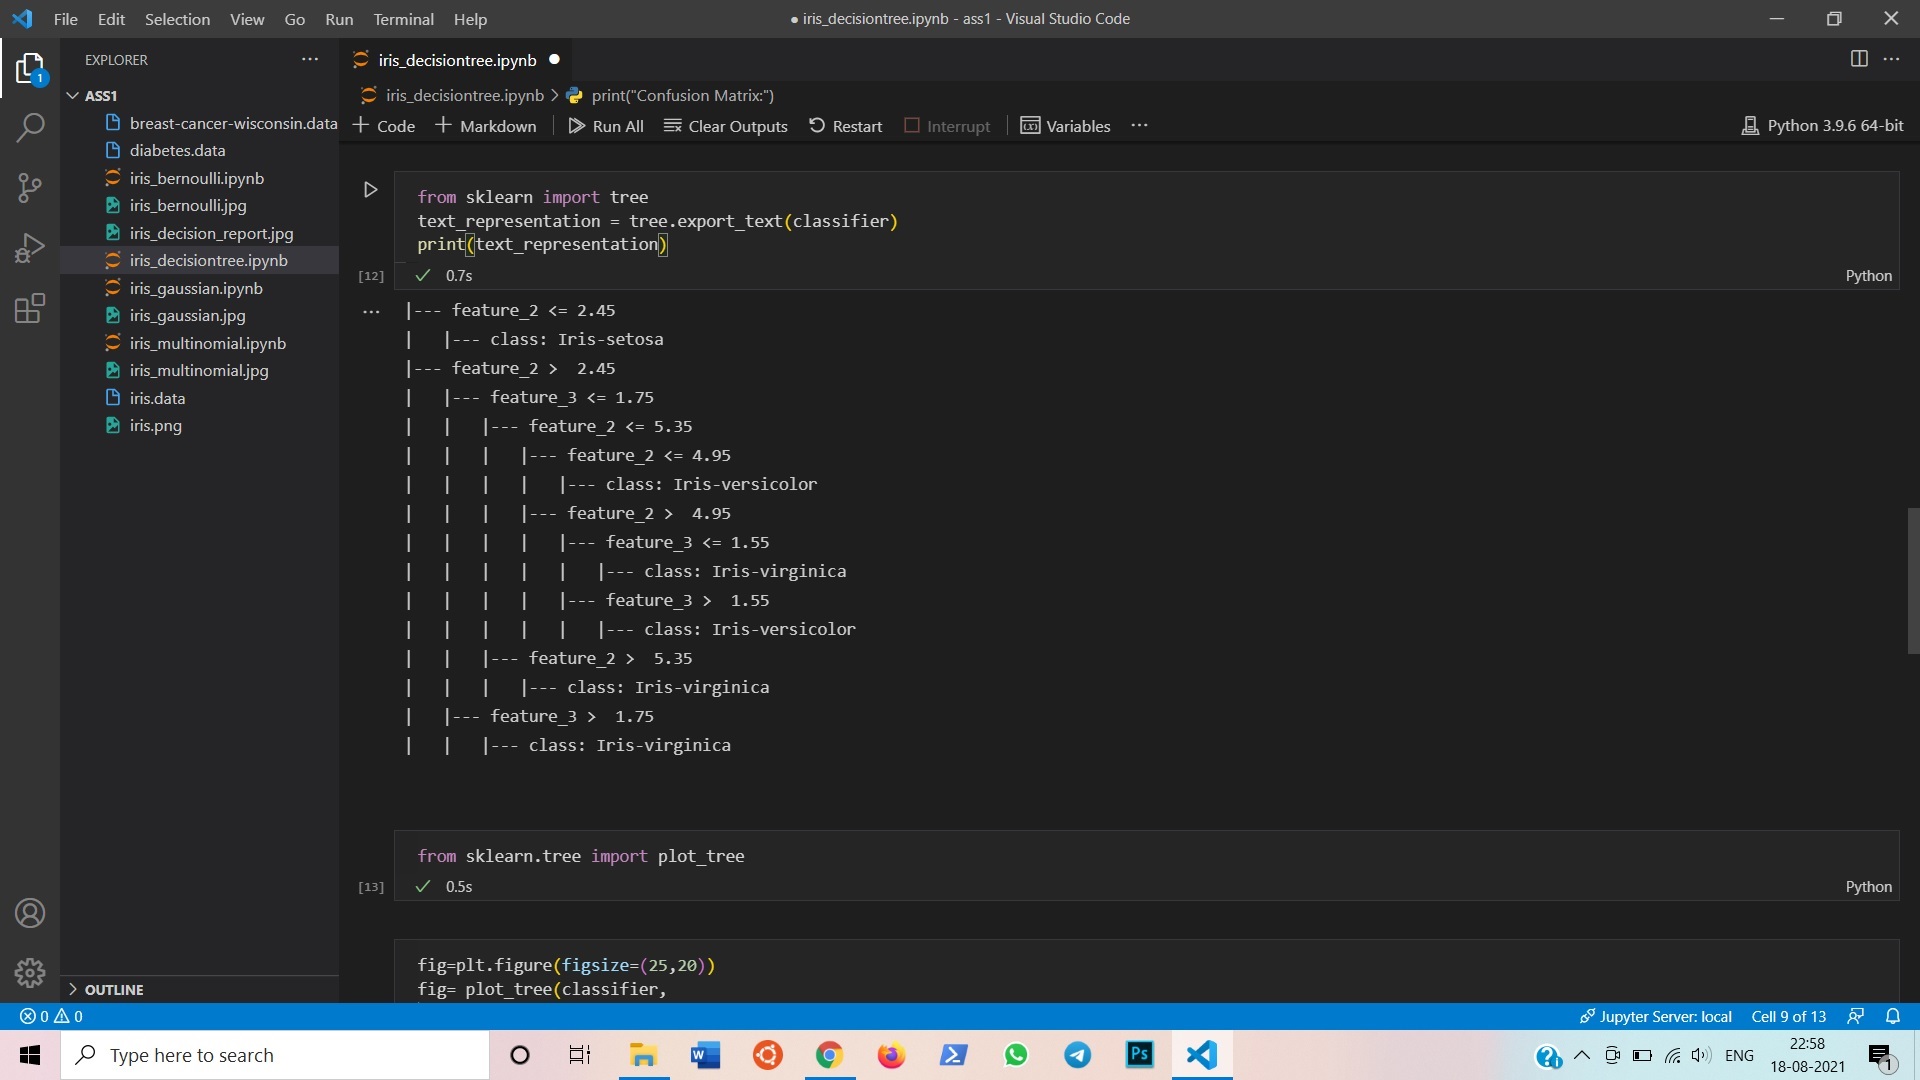 File Edit Selection View Go Run Terminal Help
● iris_decisiontree.ipynb - ass1 - Visual Studio Code
EXPLORER
1
ASS1
breast-cancer-wisconsin.data
diabetes.data
iris_bernoulli.ipynb
iris_bernoulli.jpg
iris_decision_report.jpg
iris_decisiontree.ipynb
iris_gaussian.ipynb
iris_gaussian.jpg
iris_multinomial.ipynb
iris_multinomial.jpg
iris.data
iris.png
OUTLINE
iris_decisiontree.ipynb ●
iris_decisiontree.ipynb > print("Confusion Matrix:")
+ Code + Markdown Run All Clear Outputs Restart Interrupt Variables ··· Python 3.9.6 64-bit
from sklearn import tree
text_representation = tree.export_text(classifier)
print(text_representation)
[12] ✓ 0.7s Python
|--- feature_2 <= 2.45
|   |--- class: Iris-setosa
|--- feature_2 >  2.45
|   |--- feature_3 <= 1.75
|   |   |--- feature_2 <= 5.35
|   |   |   |--- feature_2 <= 4.95
|   |   |   |   |--- class: Iris-versicolor
|   |   |   |--- feature_2 >  4.95
|   |   |   |   |--- feature_3 <= 1.55
|   |   |   |   |   |--- class: Iris-virginica
|   |   |   |   |--- feature_3 >  1.55
|   |   |   |   |   |--- class: Iris-versicolor
|   |   |--- feature_2 >  5.35
|   |   |   |--- class: Iris-virginica
|   |--- feature_3 >  1.75
|   |   |--- class: Iris-virginica
from sklearn.tree import plot_tree
[13] ✓ 0.5s Python
fig=plt.figure(figsize=(25,20))
fig= plot_tree(classifier,
0 0 Jupyter Server: local Cell 9 of 13
Type here to search
W
Ps
ENG
22:58
18-08-2021
1